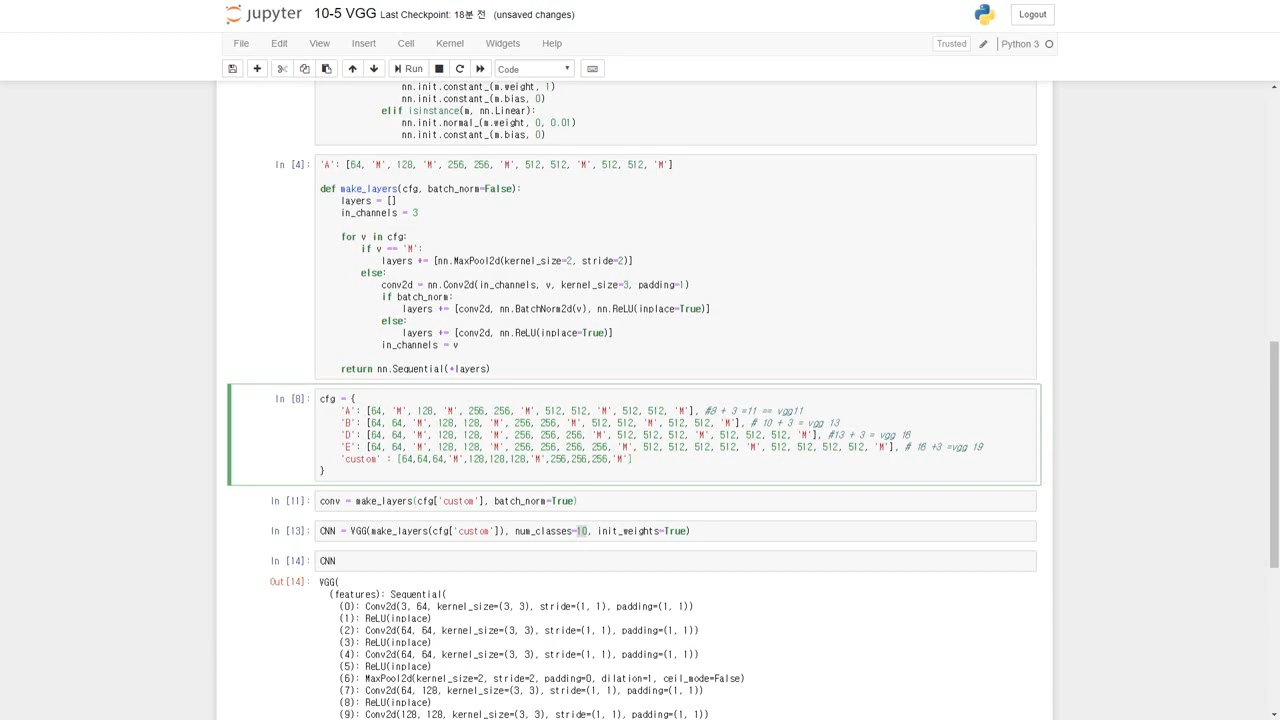 jupyter 10-5 VGG Last Checkpoint: 18분 전 (unsaved changes) Logout
File Edit View Insert Cell Kernel Widgets Help Trusted Python 3
Run Code
nn.init.constant_(m.weight, 1)
nn.init.constant_(m.bias, 0)
elif isinstance(m, nn.Linear):
nn.init.normal_(m.weight, 0, 0.01)
nn.init.constant_(m.bias, 0)
In [4]: 'A': [64, 'M', 128, 'M', 256, 256, 'M', 512, 512, 'M', 512, 512, 'M']
def make_layers(cfg, batch_norm=False):
layers = []
in_channels = 3
for v in cfg:
if v == 'M':
layers += [nn.MaxPool2d(kernel_size=2, stride=2)]
else:
conv2d = nn.Conv2d(in_channels, v, kernel_size=3, padding=1)
if batch_norm:
layers += [conv2d, nn.BatchNorm2d(v), nn.ReLU(inplace=True)]
else:
layers += [conv2d, nn.ReLU(inplace=True)]
in_channels = v
return nn.Sequential(*layers)
In [8]: cfg = {
'A': [64, 'M', 128, 'M', 256, 256, 'M', 512, 512, 'M', 512, 512, 'M'], #8 + 3 =11 == vgg11
'B': [64, 64, 'M', 128, 128, 'M', 256, 256, 'M', 512, 512, 'M', 512, 512, 'M'], # 10 + 3 = vgg 13
'D': [64, 64, 'M', 128, 128, 'M', 256, 256, 256, 'M', 512, 512, 512, 'M', 512, 512, 512, 'M'], #13 + 3 = vgg 16
'E': [64, 64, 'M', 128, 128, 'M', 256, 256, 256, 256, 'M', 512, 512, 512, 512, 'M', 512, 512, 512, 512, 'M'], # 16 +3 =vgg 19
'custom' : [64,64,64,'M',128,128,128,'M',256,256,256,'M']
}
In [11]: conv = make_layers(cfg['custom'], batch_norm=True)
In [13]: CNN = VGG(make_layers(cfg['custom']), num_classes=10, init_weights=True)
In [14]: CNN
Out[14]: VGG(
(features): Sequential(
(0): Conv2d(3, 64, kernel_size=(3, 3), stride=(1, 1), padding=(1, 1))
(1): ReLU(inplace)
(2): Conv2d(64, 64, kernel_size=(3, 3), stride=(1, 1), padding=(1, 1))
(3): ReLU(inplace)
(4): Conv2d(64, 64, kernel_size=(3, 3), stride=(1, 1), padding=(1, 1))
(5): ReLU(inplace)
(6): MaxPool2d(kernel_size=2, stride=2, padding=0, dilation=1, ceil_mode=False)
(7): Conv2d(64, 128, kernel_size=(3, 3), stride=(1, 1), padding=(1, 1))
(8): ReLU(inplace)
(9): Conv2d(128, 128, kernel_size=(3, 3), stride=(1, 1), padding=(1, 1))